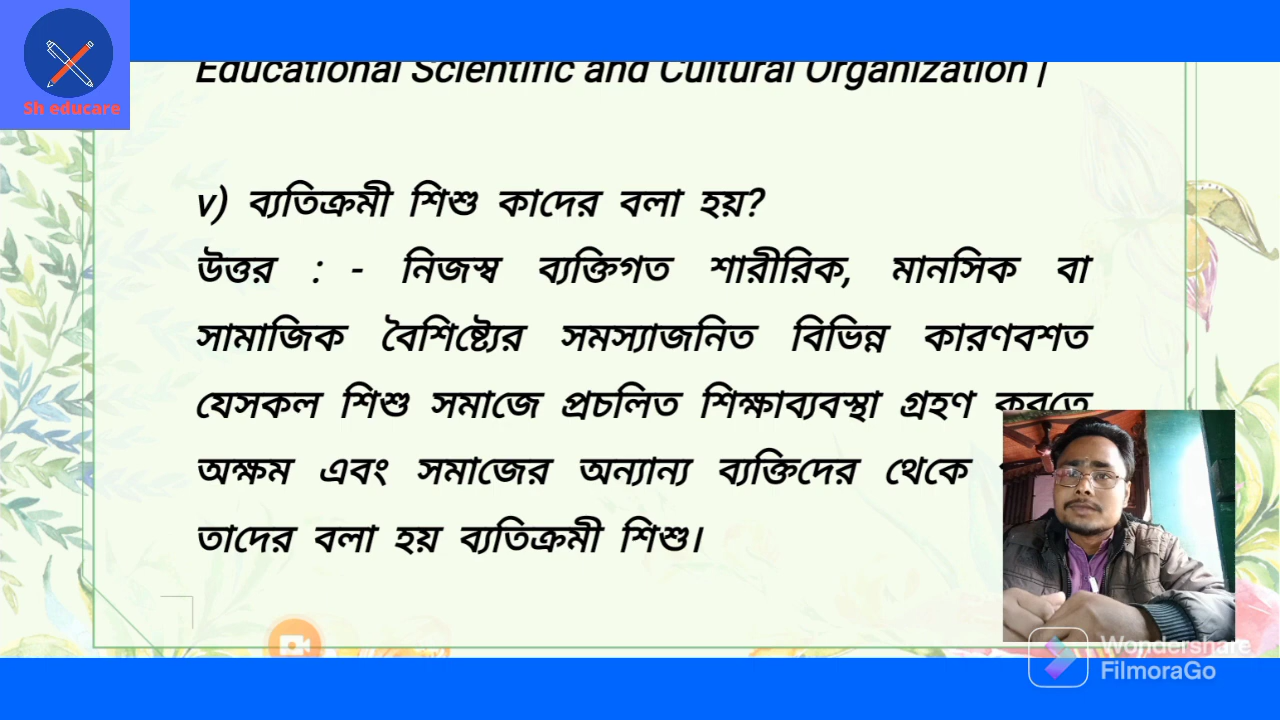 Sh educare
Educational Scientific and Cultural Organization |
v) ব্যতিক্রমী শিশু কাদের বলা হয়?
উত্তর : - নিজস্ব ব্যক্তিগত শারীরিক, মানসিক বা
সামাজিক বৈশিষ্ট্যের সমস্যাজনিত বিভিন্ন কারণবশত
যেসকল শিশু সমাজে প্রচলিত শিক্ষাব্যবস্থা গ্রহণ করতে
অক্ষম এবং সমাজের অন্যান্য ব্যক্তিদের থেকে
তাদের বলা হয় ব্যতিক্রমী শিশু।
Wondershare
FilmoraGo